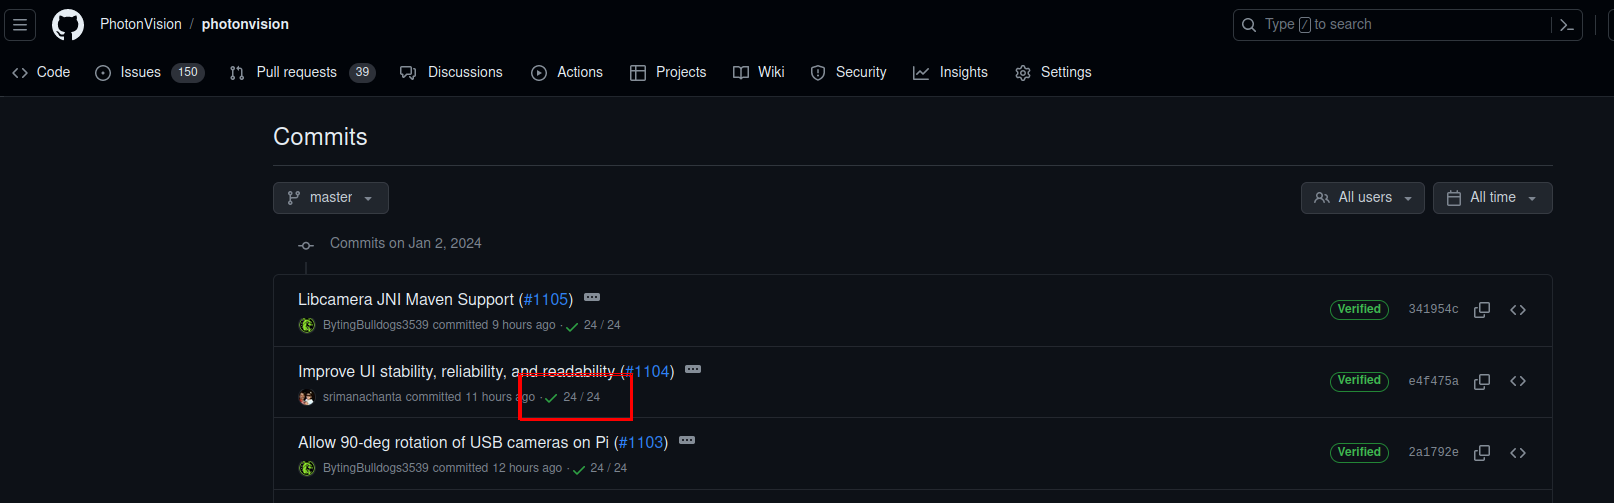 PhotonVision / photonvision
Type / to search
Code Issues 150 Pull requests 39 Discussions Actions Projects Wiki Security Insights Settings
Commits
master All users All time
Commits on Jan 2, 2024
Libcamera JNI Maven Support (#1105)
Verified 341954c
BytingBulldogs3539 committed 9 hours ago · 24 / 24
Improve UI stability, reliability, and readability (#1104)
Verified e4f475a
srimanachanta committed 11 hours ago · 24 / 24
Allow 90-deg rotation of USB cameras on Pi (#1103)
Verified 2a1792e
BytingBulldogs3539 committed 12 hours ago · 24 / 24